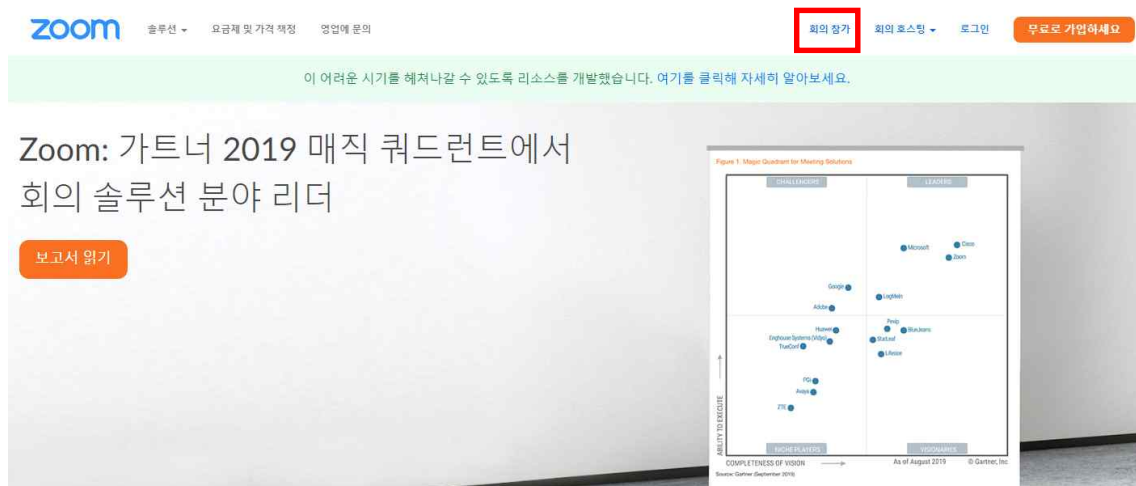 zoom
솔루션
요금제 및 가격 책정
영업에 문의
회의 참가
회의 호스팅
로그인
무료로 가입하세요
이 어려운 시기를 헤쳐나갈 수 있도록 리소스를 개발했습니다. 여기를 클릭해 자세히 알아보세요.
Zoom: 가트너 2019 매직 쿼드런트에서
회의 솔루션 분야 리더
보고서 읽기
Figure 1. Magic Quadrant for Meeting Solutions
CHALLENGERS
LEADERS
Microsoft
Cisco
Zoom
Google
LogMeIn
Adobe
Pexip
Huawei
BlueJeans
Enghouse Systems (Vidyo)
StarLeaf
TrueConf
Lifesize
PGi
Avaya
ZTE
ABILITY TO EXECUTE
NICHE PLAYERS
VISIONARIES
COMPLETENESS OF VISION
As of August 2019
© Gartner, Inc
Source: Gartner (September 2019)